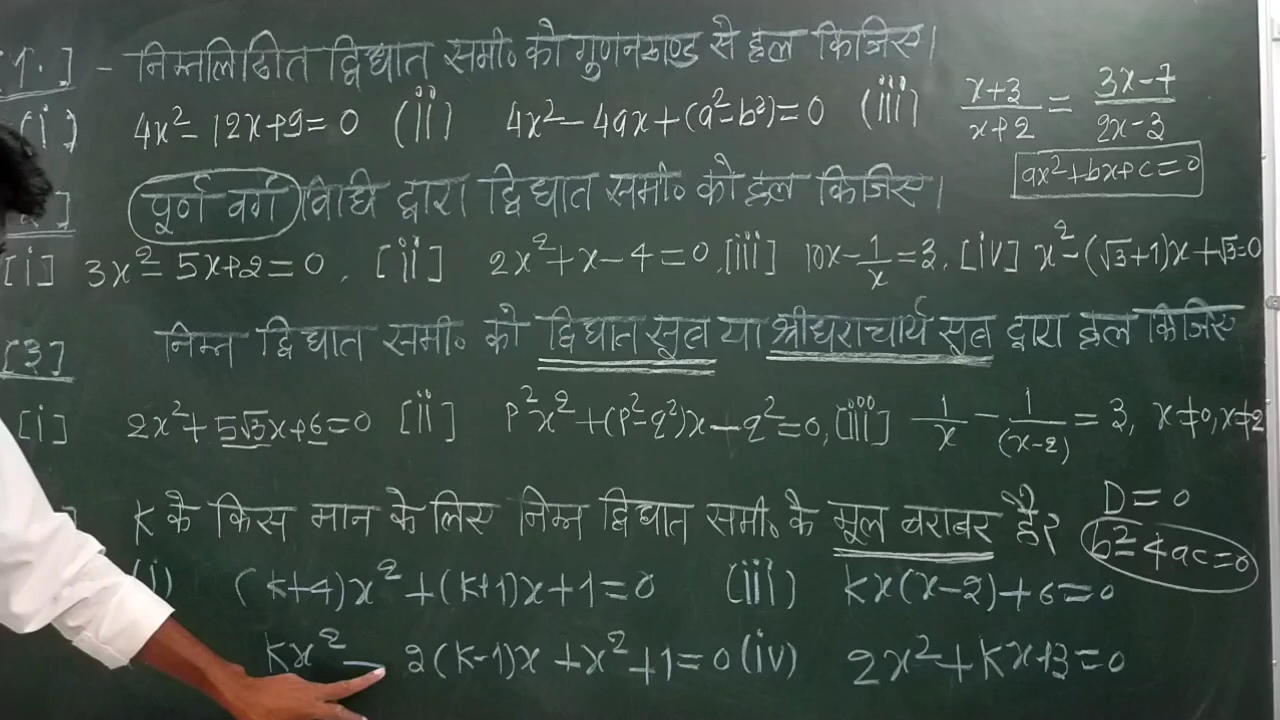 1.] - निम्नलिखित द्विघात समी० को गुणनखण्ड से हल किजिए।
(i) 4x² - 12x + 9 = 0 (ii) 4x² - 4ax + (a² - b²) = 0 (iii) x+3/x+2 = 3x-7/2x-3
ax² + bx + c = 0
पूर्ण वर्ग विधि द्वारा द्विघात समी० को हल किजिए।
[i] 3x² - 5x + 2 = 0, [ii] 2x² + x - 4 = 0, [iii] 10x - 1/x = 3, [iv] x² - (√3+1)x + √3 = 0
[3] निम्न द्विघात समी० को द्विघात सुत्र या श्रीधराचार्य सुत्र द्वारा हल किजिए
[i] 2x² + 5√3x + 6 = 0 [ii] P²x² + (P² - q²)x - q² = 0, [iii] 1/x - 1/(x-2) = 3, x ≠ 0, x ≠ 2
] K के किस मान के लिए निम्न द्विघात समी० के मूल बराबर है? D = 0
b² - 4ac = 0
(i) (K+4)x² + (K+1)x + 1 = 0 (iii) Kx(x-2) + 6 = 0
Kx² - 2(K-1)x + x² + 1 = 0 (iv) 2x² + Kx + 3 = 0